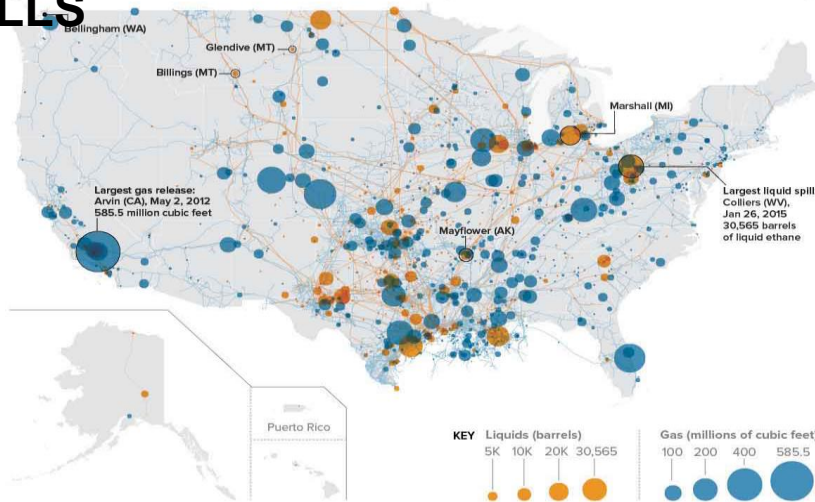 LLS
Bellingham (WA)
Glendive (MT)
Billings (MT)
Marshall (MI)
Largest gas release:
Arvin (CA), May 2, 2012
585.5 million cubic feet
Largest liquid spill
Colliers (WV),
Jan 26, 2015
30,565 barrels
of liquid ethane
Mayflower (AK)
Puerto Rico
KEY Liquids (barrels)
5K 10K 20K 30,565
Gas (millions of cubic feet)
100 200 400 585.5